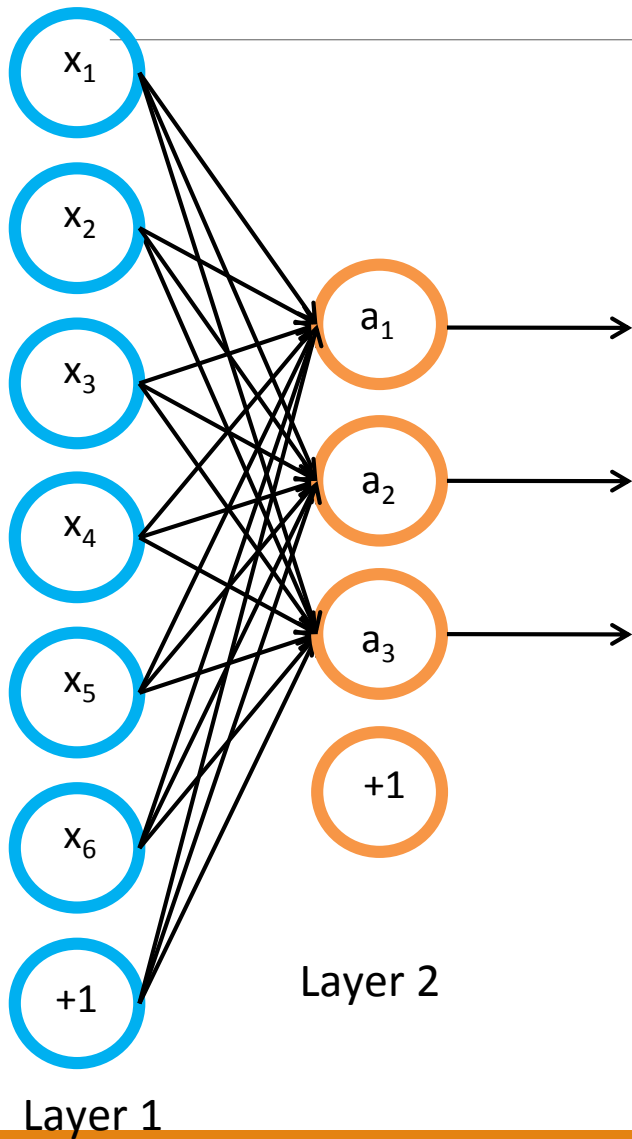 x₁
x₂
x₃
x₄
x₅
x₆
+1
Layer 1
a₁
a₂
a₃
+1
Layer 2